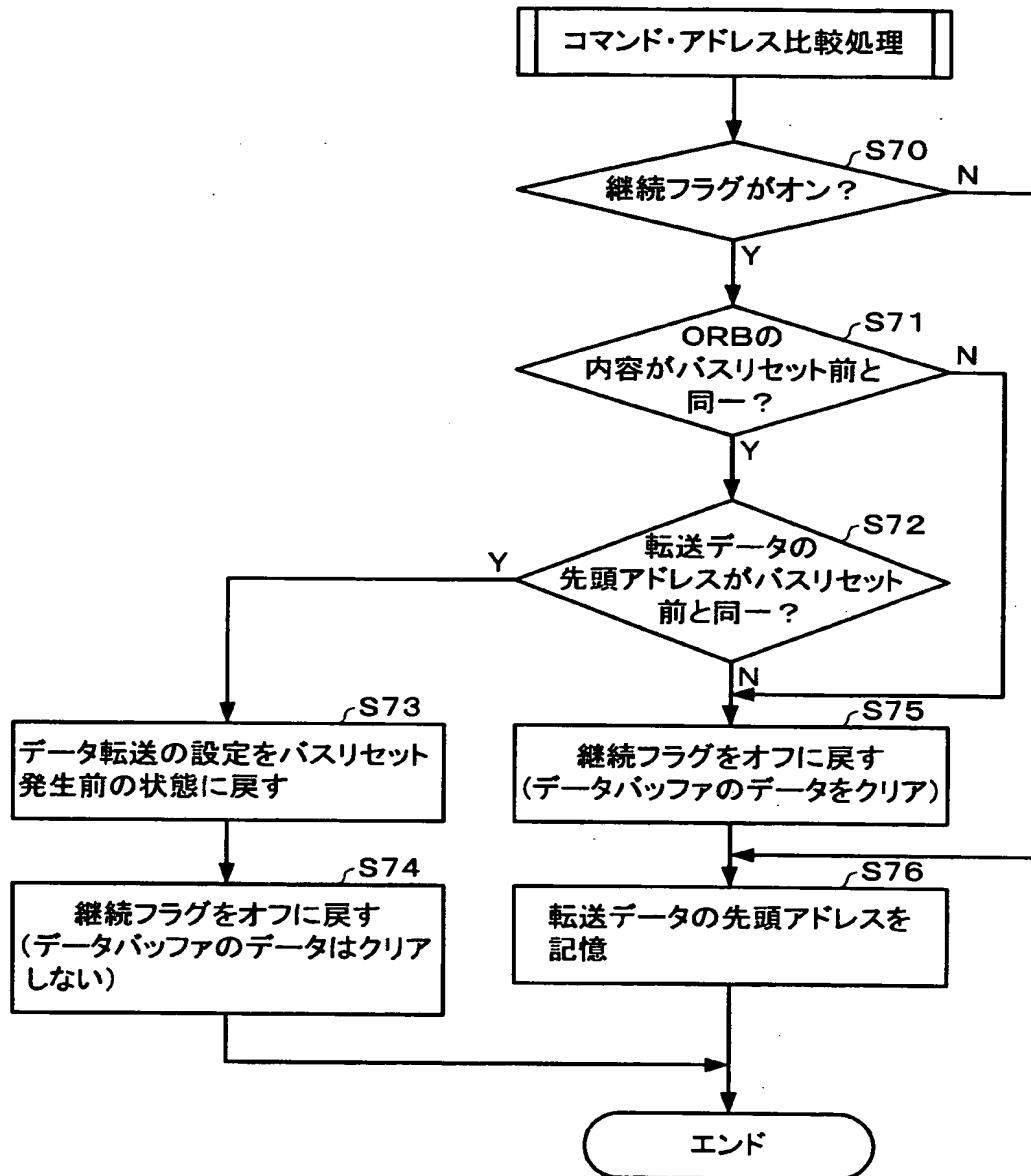 コマンド・アドレス比較処理
S70
継続フラグがオン?
N
Y
S71
ORBの
内容がバスリセット前と
同一?
N
Y
S72
転送データの
先頭アドレスがバスリセット
前と同一?
Y
N
S73
データ転送の設定をバスリセット
発生前の状態に戻す
S75
継続フラグをオフに戻す
(データバッファのデータをクリア)
S74
継続フラグをオフに戻す
(データバッファのデータはクリア
しない)
S76
転送データの先頭アドレスを
記憶
エンド